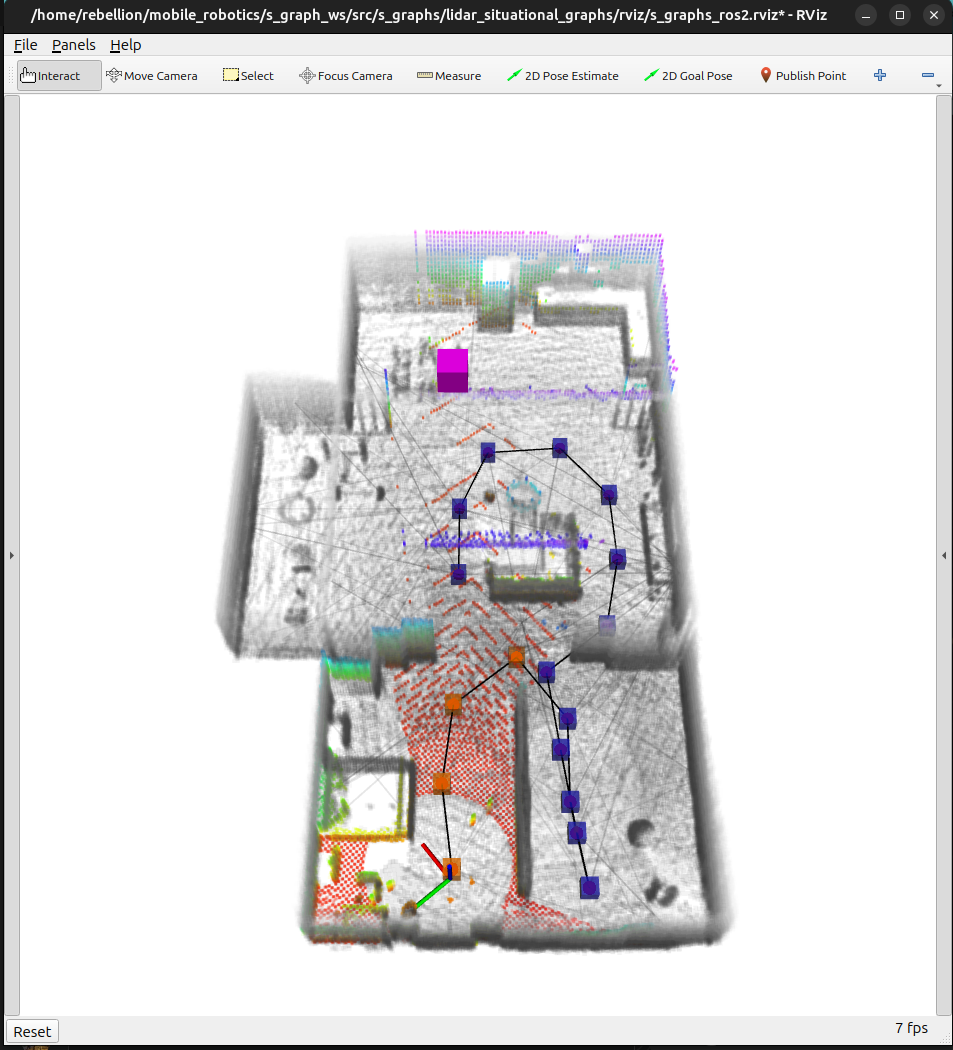 /home/rebellion/mobile_robotics/s_graph_ws/src/s_graphs/lidar_situational_graphs/rviz/s_graphs_ros2.rviz* - RViz
File Panels Help
Interact Move Camera Select Focus Camera Measure 2D Pose Estimate 2D Goal Pose Publish Point
Reset 7 fps